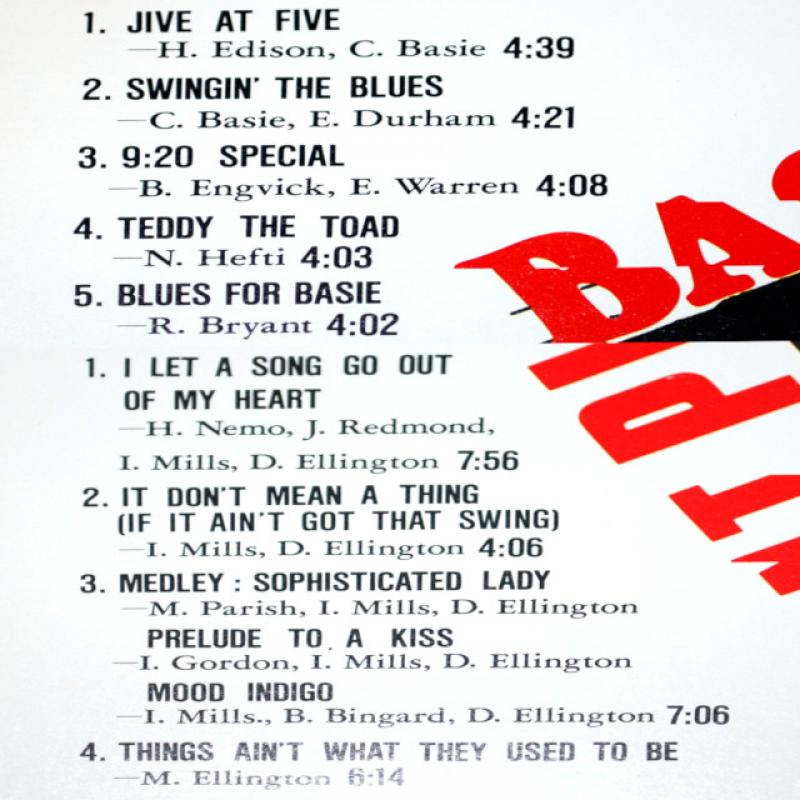 1. JIVE AT FIVE
—H. Edison, C. Basie 4:39
2. SWINGIN' THE BLUES
—C. Basie, E. Durham 4:21
3. 9:20 SPECIAL
—B. Engvick, E. Warren 4:08
4. TEDDY THE TOAD
—N. Hefti 4:03
5. BLUES FOR BASIE
—R. Bryant 4:02
BA
1. I LET A SONG GO OUT
OF MY HEART
—H. Nemo, J. Redmond,
I. Mills, D. Ellington 7:56
2. IT DON'T MEAN A THING
(IF IT AIN'T GOT THAT SWING)
—I. Mills, D. Ellington 4:06
3. MEDLEY : SOPHISTICATED LADY
—M. Parish, I. Mills, D. Ellington
PRELUDE TO A KISS
—I. Gordon, I. Mills, D. Ellington
MOOD INDIGO
—I. Mills., B. Bingard, D. Ellington 7:06
4. THINGS AIN'T WHAT THEY USED TO BE
—M. Ellington 6:14